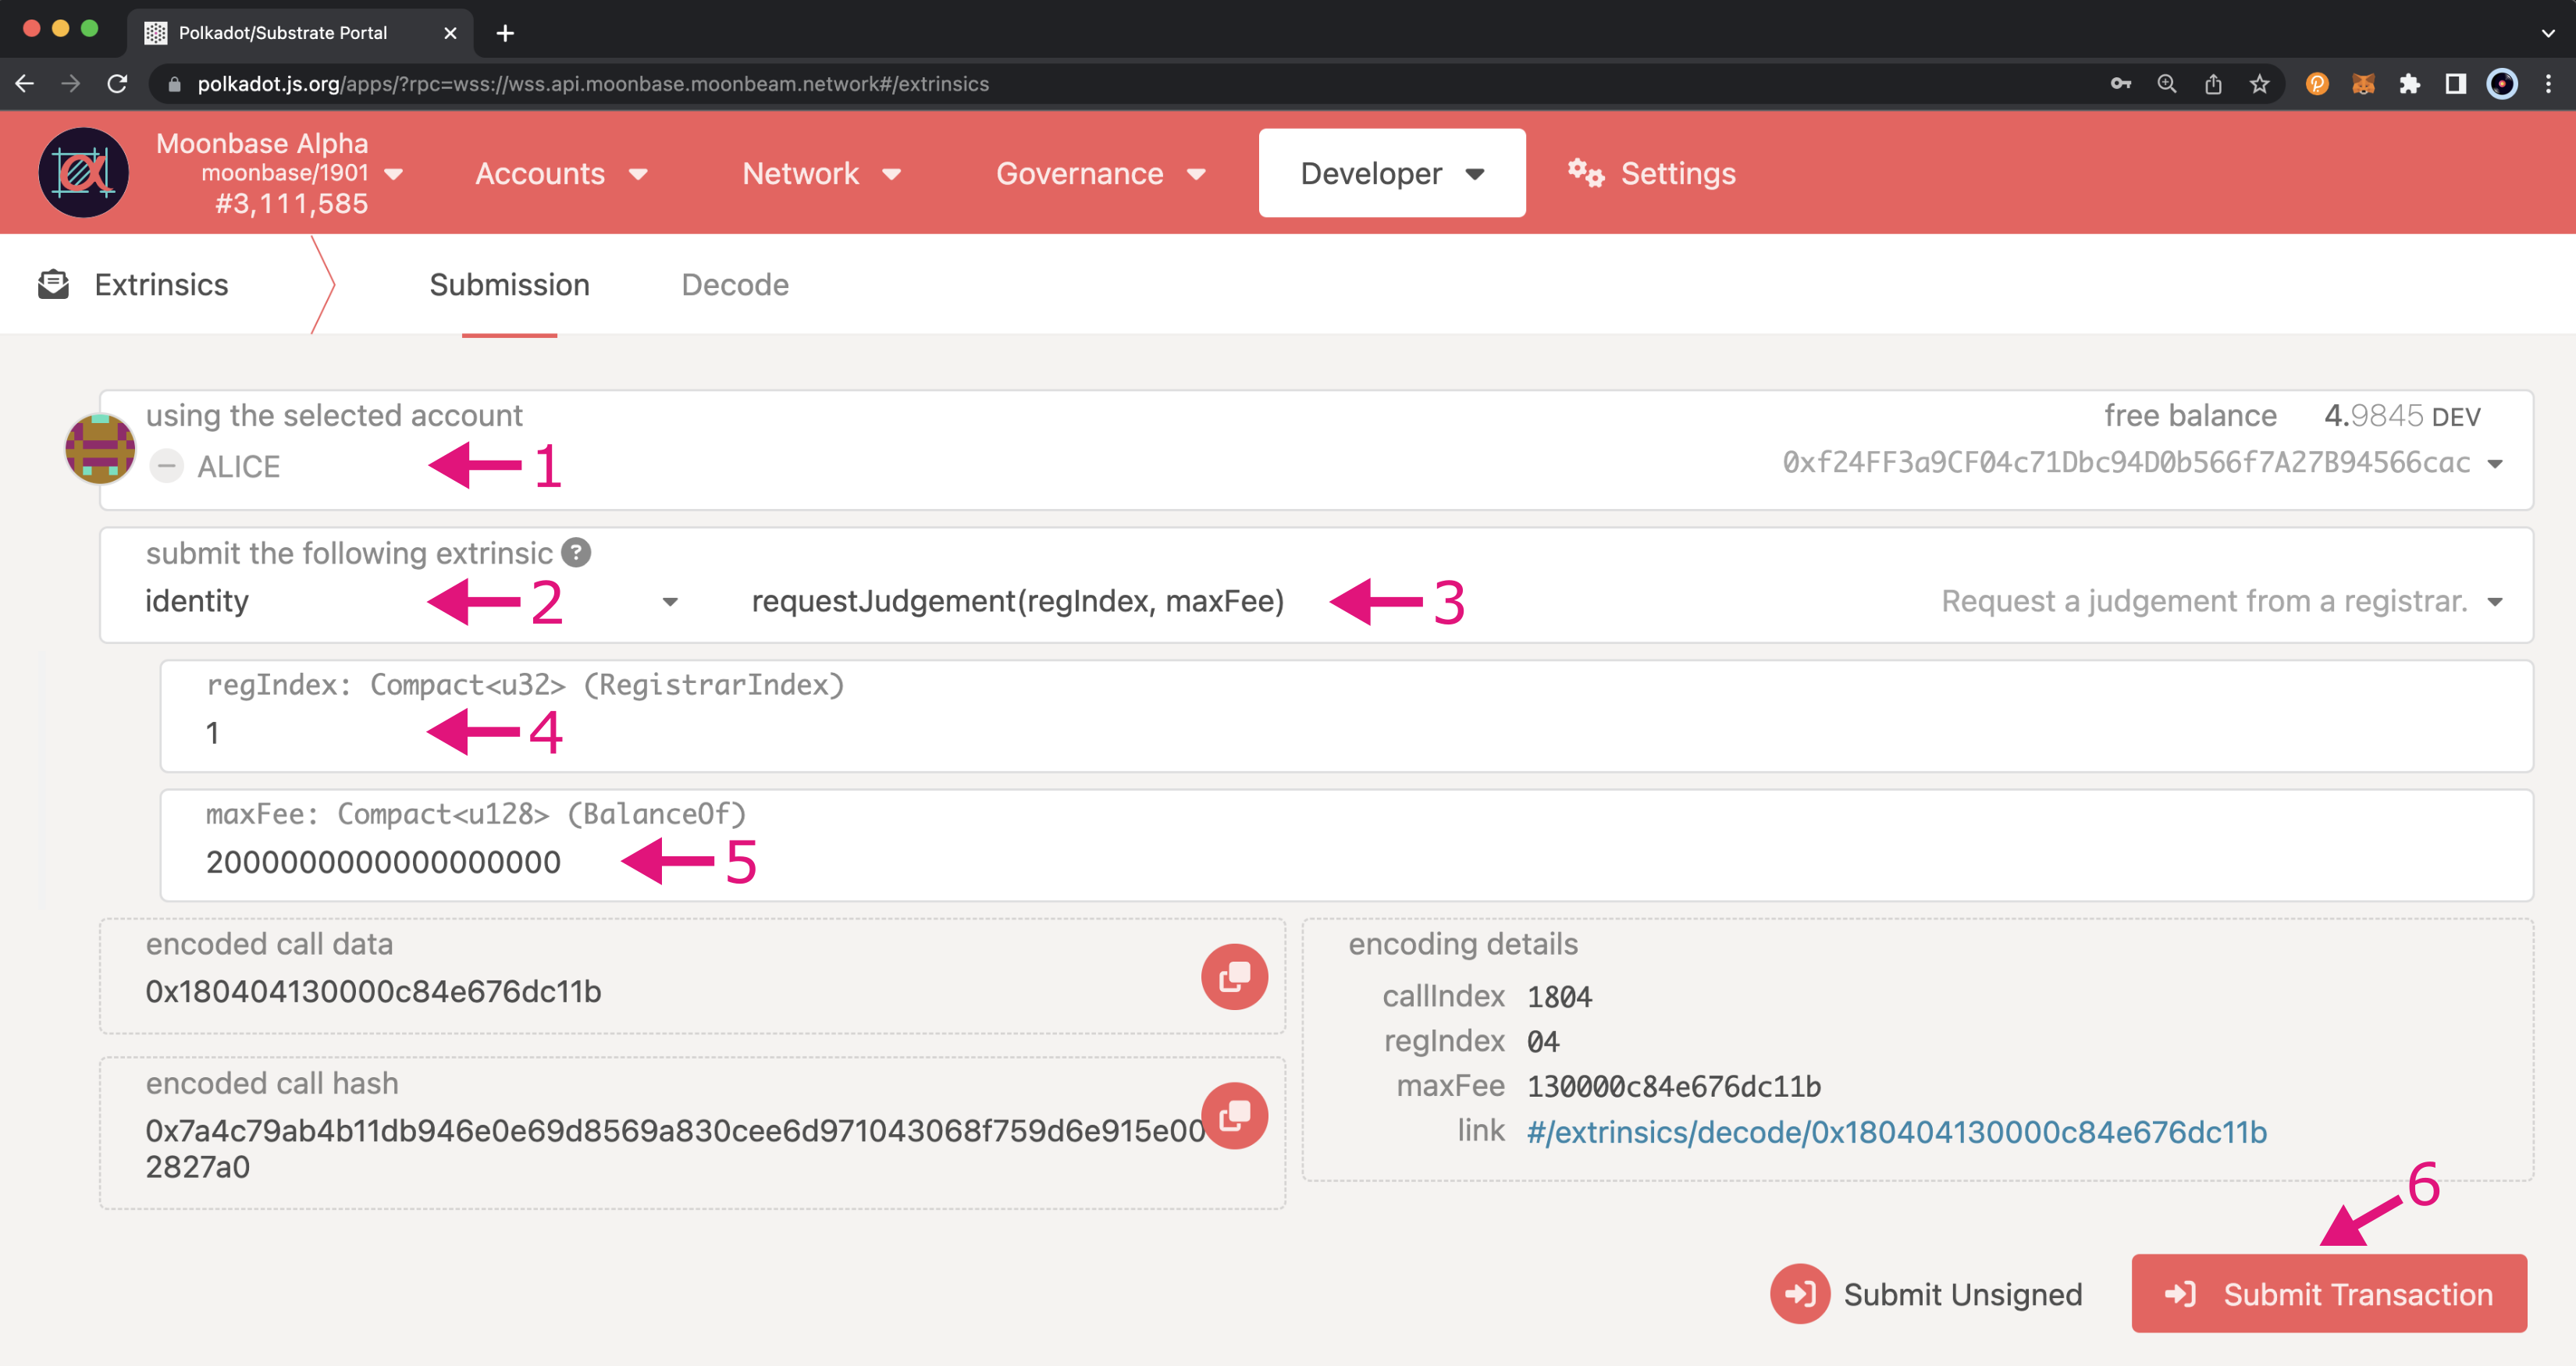 Polkadot/Substrate Portal
polkadot.js.org/apps/?rpc=wss://wss.api.moonbase.moonbeam.network#/extrinsics
Moonbase Alpha
moonbase/1901
#3,111,585
Accounts
Network
Governance
Developer
Settings
Extrinsics
Submission
Decode
using the selected account
free balance 4.9845 DEV
ALICE
1
0xf24FF3a9CF04c71Dbc94D0b566f7A27B94566cac
submit the following extrinsic ?
identity
2
requestJudgement(regIndex, maxFee)
3
Request a judgement from a registrar.
regIndex: Compact<u32> (RegistrarIndex)
1
4
maxFee: Compact<u128> (BalanceOf)
2000000000000000000
5
encoded call data
0x180404130000c84e676dc11b
encoded call hash
0x7a4c79ab4b11db946e0e69d8569a830cee6d971043068f759d6e915e00
2827a0
encoding details
callIndex 1804
regIndex 04
maxFee 130000c84e676dc11b
link #/extrinsics/decode/0x180404130000c84e676dc11b
6
Submit Unsigned
Submit Transaction